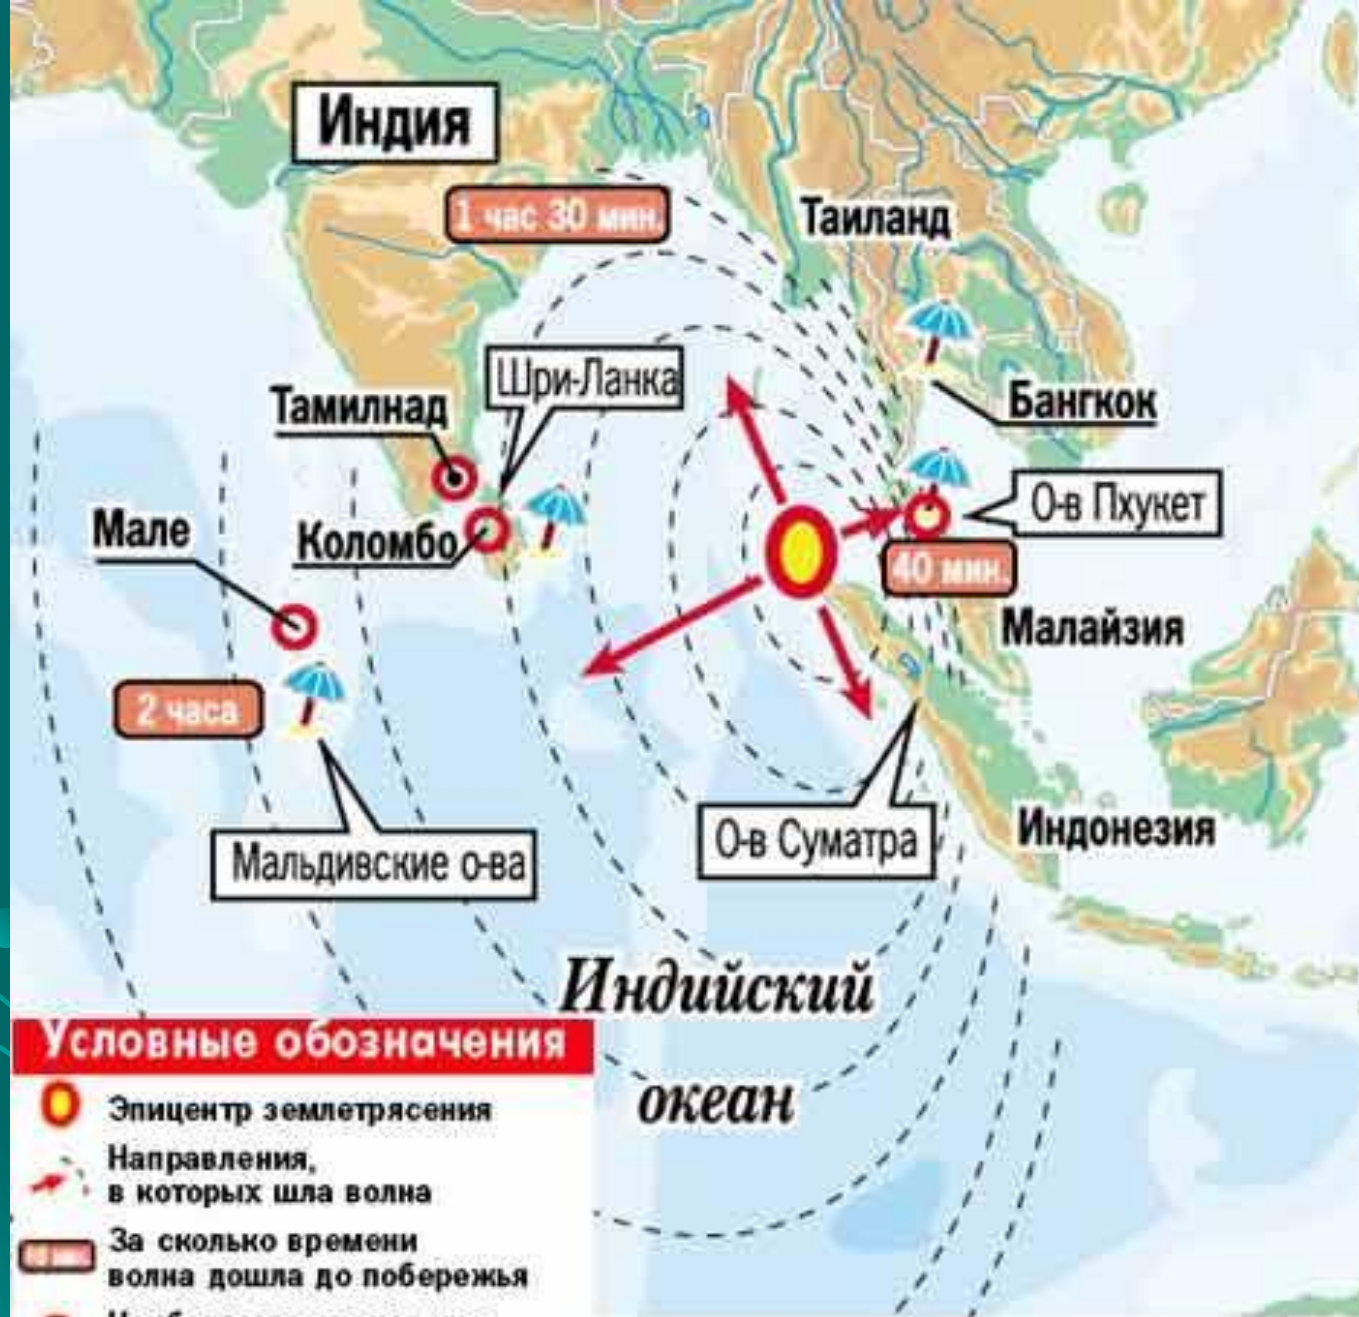 Индия
1 час 30 мин.
Таиланд
Шри-Ланка
Тамилнад
Бангкок
О-в Пхукет
Мале
Коломбо
40 мин.
Малайзия
2 часа
О-в Суматра
Индонезия
Мальдивские о-ва
Индийский
океан
Условные обозначения
Эпицентр землетрясения
Направления,
в которых шла волна
За сколько времени
волна дошла до побережья